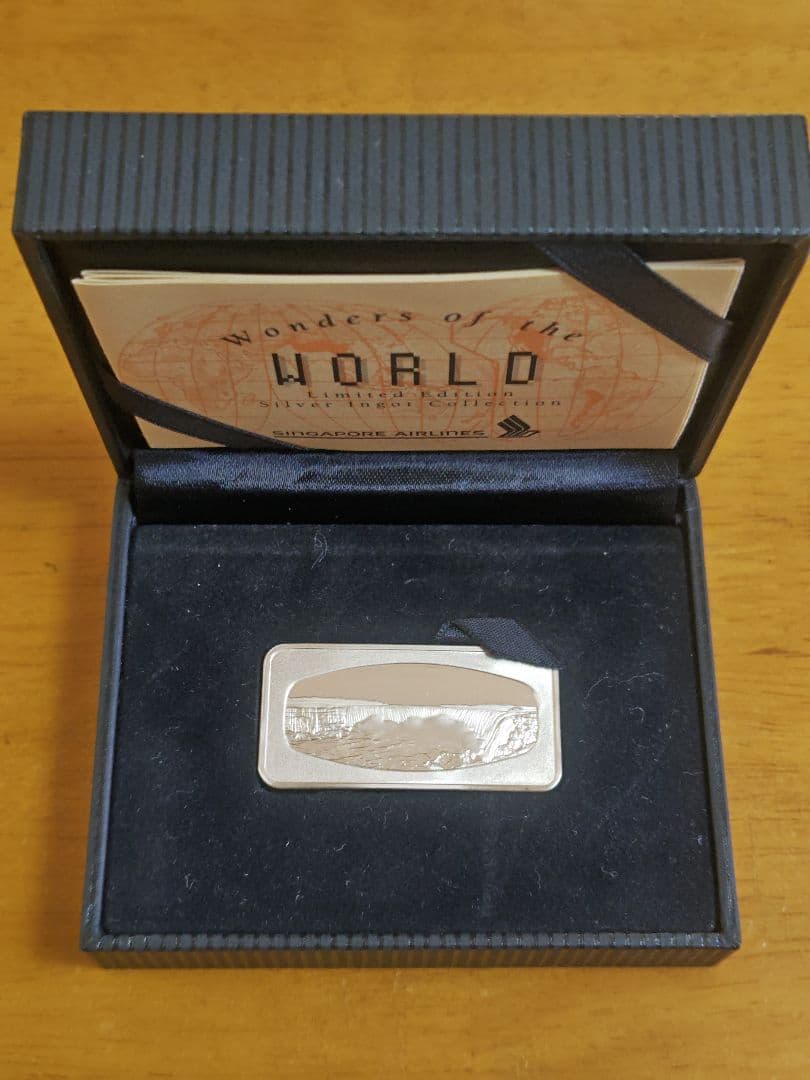 Wonders of the
WORLD
Limited Edition
Silver Ingot Collection
SINGAPORE AIRLINES